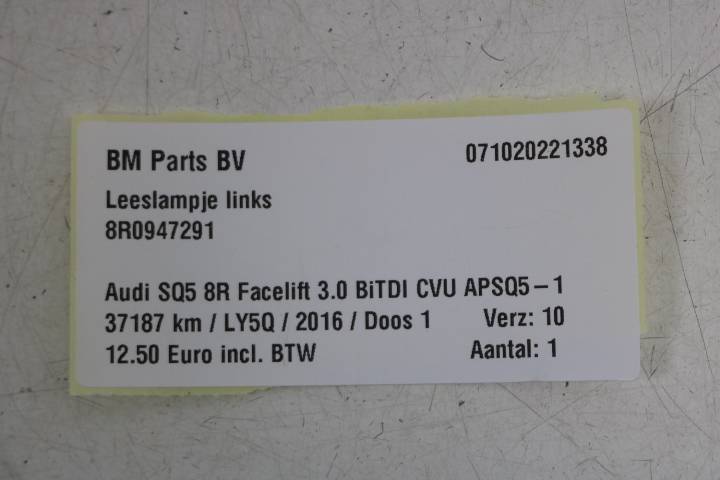 BM Parts BV 071020221338
Leeslampje links
8R0947291
Audi SQ5 8R Facelift 3.0 BiTDI CVU APSQ5-1
37187 km / LY5Q / 2016 / Doos 1 Verz: 10
12.50 Euro incl. BTW Aantal: 1